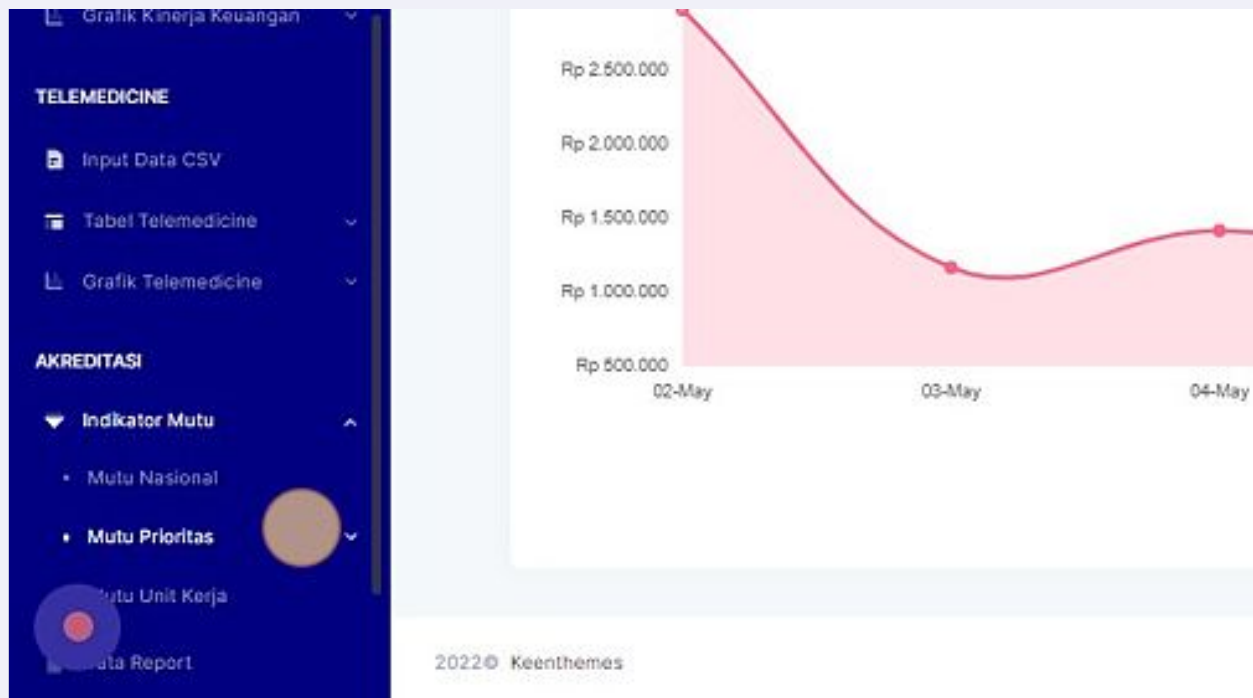 Grafik Kinerja Keuangan
TELEMEDICINE
Input Data CSV
Tabel Telemedicine
Grafik Telemedicine
AKREDITASI
Indikator Mutu
Mutu Nasional
Mutu Prioritas
Mutu Unit Kerja
Data Report
Rp 2.500.000
Rp 2.000.000
Rp 1.500.000
Rp 1.000.000
Rp 500.000
02-May
03-May
04-May
2022© Keenthemes